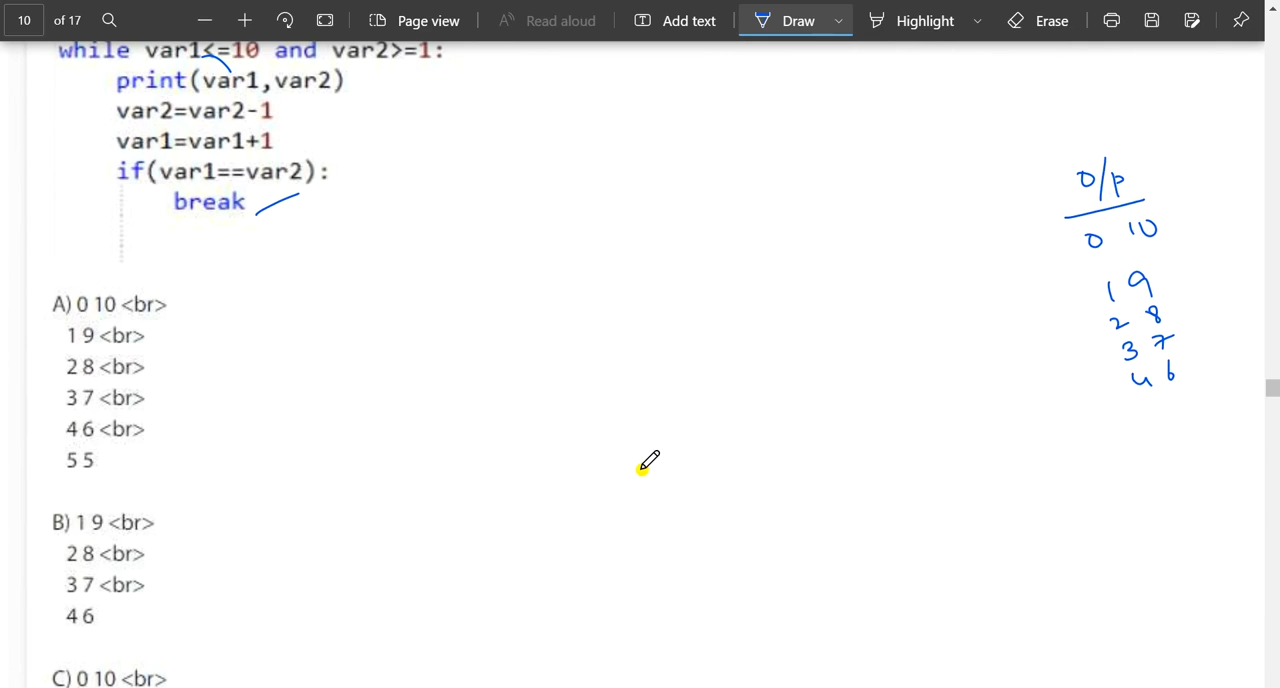 10 of 17 Page view Read aloud Add text Draw Highlight Erase
while var1<=10 and var2>=1:
print(var1,var2)
var2=var2-1
var1=var1+1
if(var1==var2):
break
O/P
0 10
1 9
2 8
3 7
4 6
A) 0 10 <br>
1 9 <br>
2 8 <br>
3 7 <br>
4 6 <br>
5 5
B) 1 9 <br>
2 8 <br>
3 7 <br>
4 6
C) 0 10 <br>